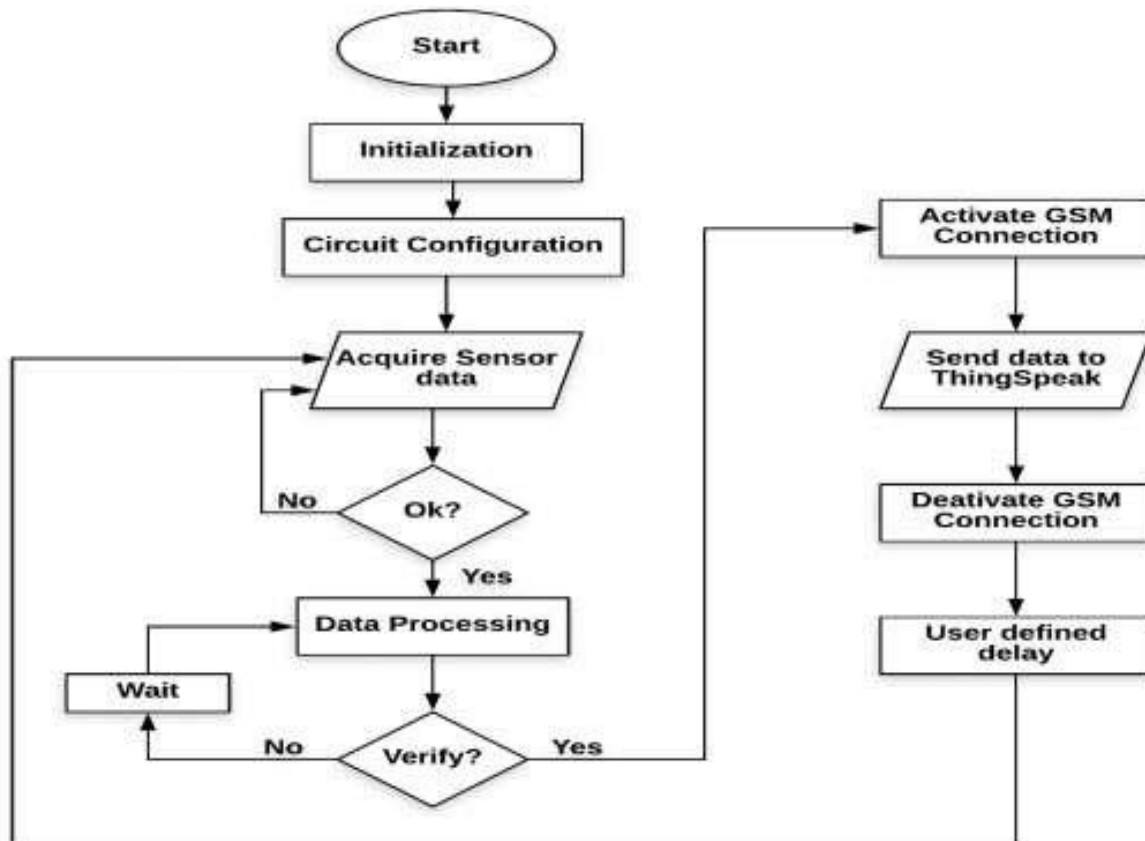 Start
Initialization
Circuit Configuration
Acquire Sensor
data
No
Ok?
Yes
Data Processing
Wait
No
Verify?
Yes
Activate GSM
Connection
Send data to
ThingSpeak
Deativate GSM
Connection
User defined
delay